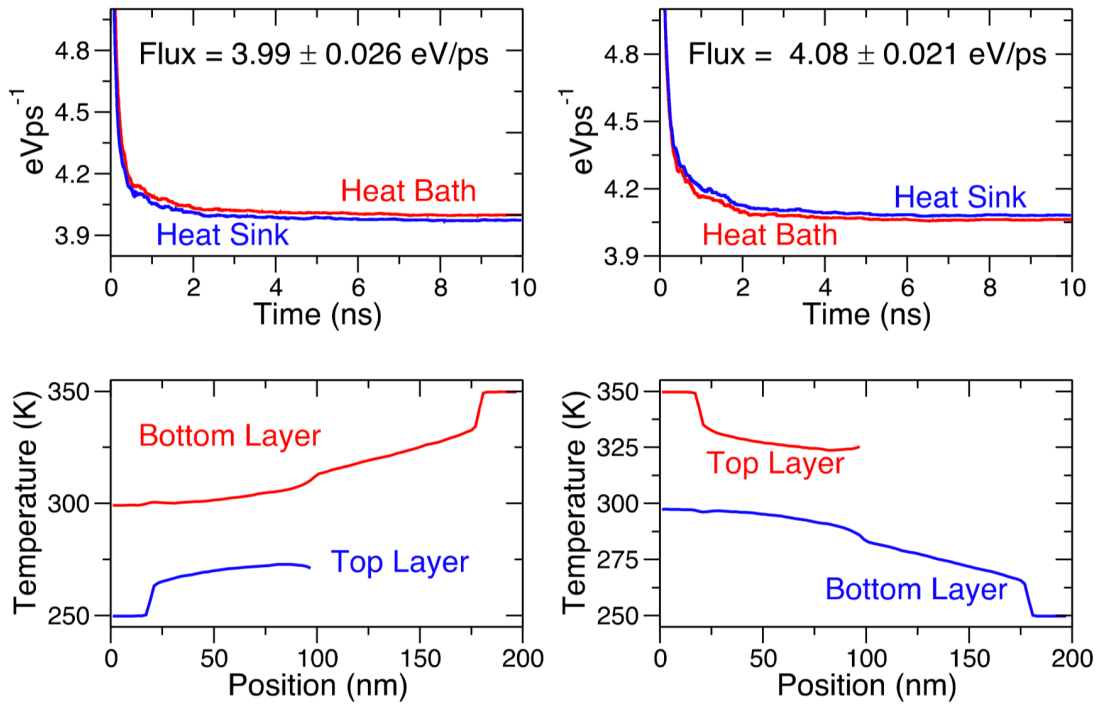 Flux = 3.99 ± 0.026 eV/ps
eVps⁻¹
4.8
4.5
4.2
3.9
Heat Bath
Heat Sink
0 2 4 6 8 10
Time (ns)
Flux = 4.08 ± 0.021 eV/ps
eVps⁻¹
4.8
4.5
4.2
3.9
Heat Sink
Heat Bath
0 2 4 6 8 10
Time (ns)
Temperature (K)
350
300
250
Bottom Layer
Top Layer
0 50 100 150 200
Position (nm)
Temperature (K)
350
325
300
275
250
Top Layer
Bottom Layer
0 50 100 150 200
Position (nm)